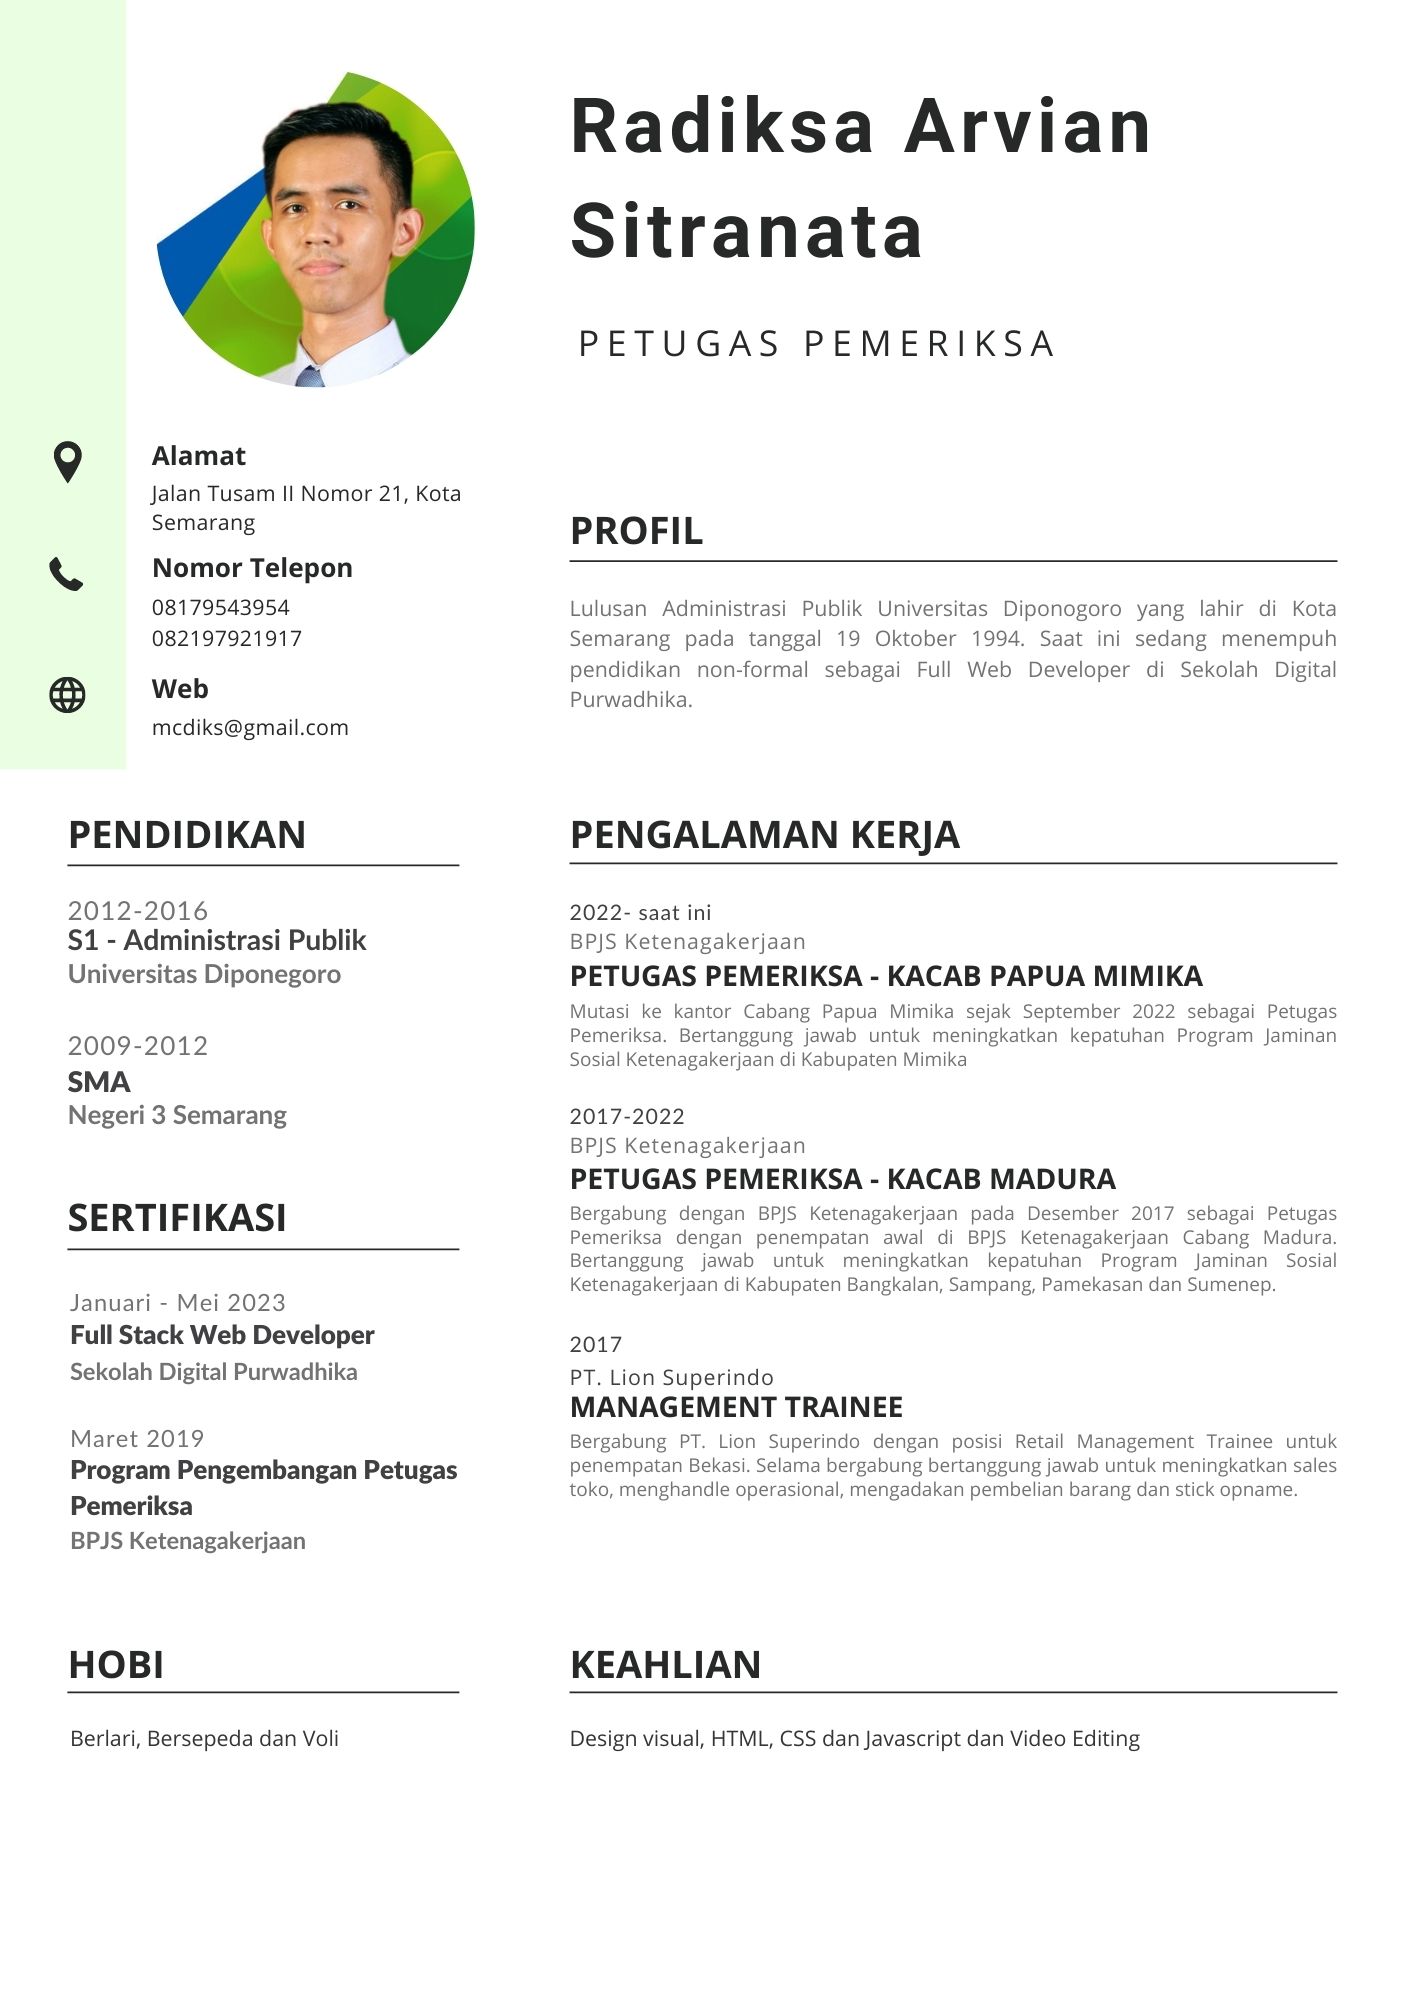 Radiksa Arvian
Sitranata
PETUGAS PEMERIKSA
Alamat
Jalan Tusam II Nomor 21, Kota
Semarang
Nomor Telepon
08179543954
082197921917
Web
mcdiks@gmail.com
PROFIL
Lulusan Administrasi Publik Universitas Diponogoro yang lahir di Kota
Semarang pada tanggal 19 Oktober 1994. Saat ini sedang menempuh
pendidikan non-formal sebagai Full Web Developer di Sekolah Digital
Purwadhika.
PENDIDIKAN
2012-2016
S1 - Administrasi Publik
Universitas Diponegoro
2009-2012
SMA
Negeri 3 Semarang
SERTIFIKASI
Januari - Mei 2023
Full Stack Web Developer
Sekolah Digital Purwadhika
Maret 2019
Program Pengembangan Petugas
Pemeriksa
BPJS Ketenagakerjaan
PENGALAMAN KERJA
2022- saat ini
BPJS Ketenagakerjaan
PETUGAS PEMERIKSA - KACAB PAPUA MIMIKA
Mutasi ke kantor Cabang Papua Mimika sejak September 2022 sebagai Petugas
Pemeriksa. Bertanggung jawab untuk meningkatkan kepatuhan Program Jaminan
Sosial Ketenagakerjaan di Kabupaten Mimika
2017-2022
BPJS Ketenagakerjaan
PETUGAS PEMERIKSA - KACAB MADURA
Bergabung dengan BPJS Ketenagakerjaan pada Desember 2017 sebagai Petugas
Pemeriksa dengan penempatan awal di BPJS Ketenagakerjaan Cabang Madura.
Bertanggung jawab untuk meningkatkan kepatuhan Program Jaminan Sosial
Ketenagakerjaan di Kabupaten Bangkalan, Sampang, Pamekasan dan Sumenep.
2017
PT. Lion Superindo
MANAGEMENT TRAINEE
Bergabung PT. Lion Superindo dengan posisi Retail Management Trainee untuk
penempatan Bekasi. Selama bergabung bertanggung jawab untuk meningkatkan sales
toko, menghandle operasional, mengadakan pembelian barang dan stick opname.
HOBI
Berlari, Bersepeda dan Voli
KEAHLIAN
Design visual, HTML, CSS dan Javascript dan Video Editing